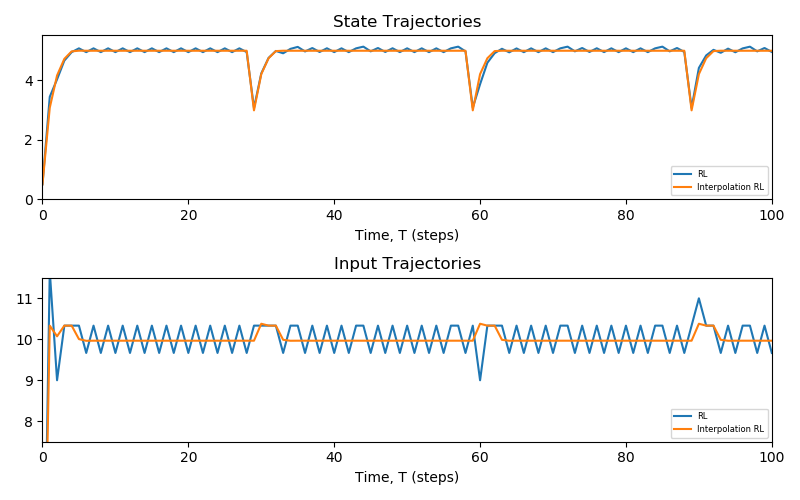 State Trajectories
4
2
0
0 20 40 60 80 100
RL
Interpolation RL
Time, T (steps)
Input Trajectories
11
10
9
8
0 20 40 60 80 100
RL
Interpolation RL
Time, T (steps)